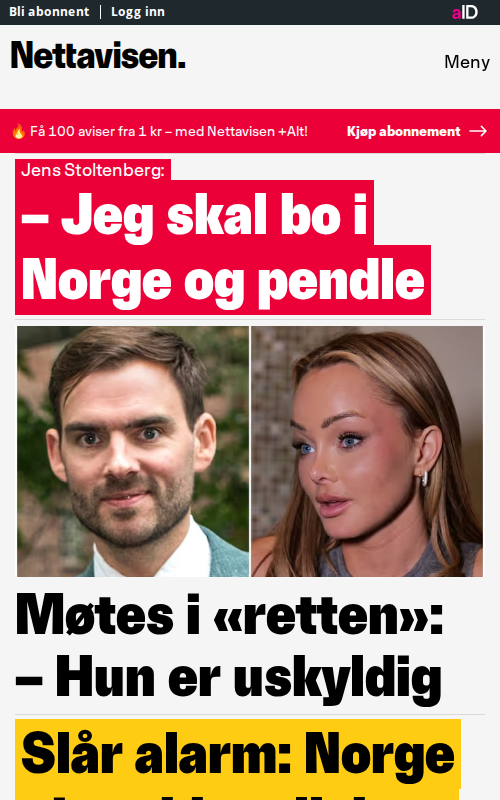 Bli abonnent
Logg inn
aID
Nettavisen.
Meny
🔥 Få 100 aviser fra 1 kr – med Nettavisen +Alt!
Kjøp abonnement →
Jens Stoltenberg:
– Jeg skal bo i
Norge og pendle
Møtes i «retten»:
– Hun er uskyldig
Slår alarm: Norge